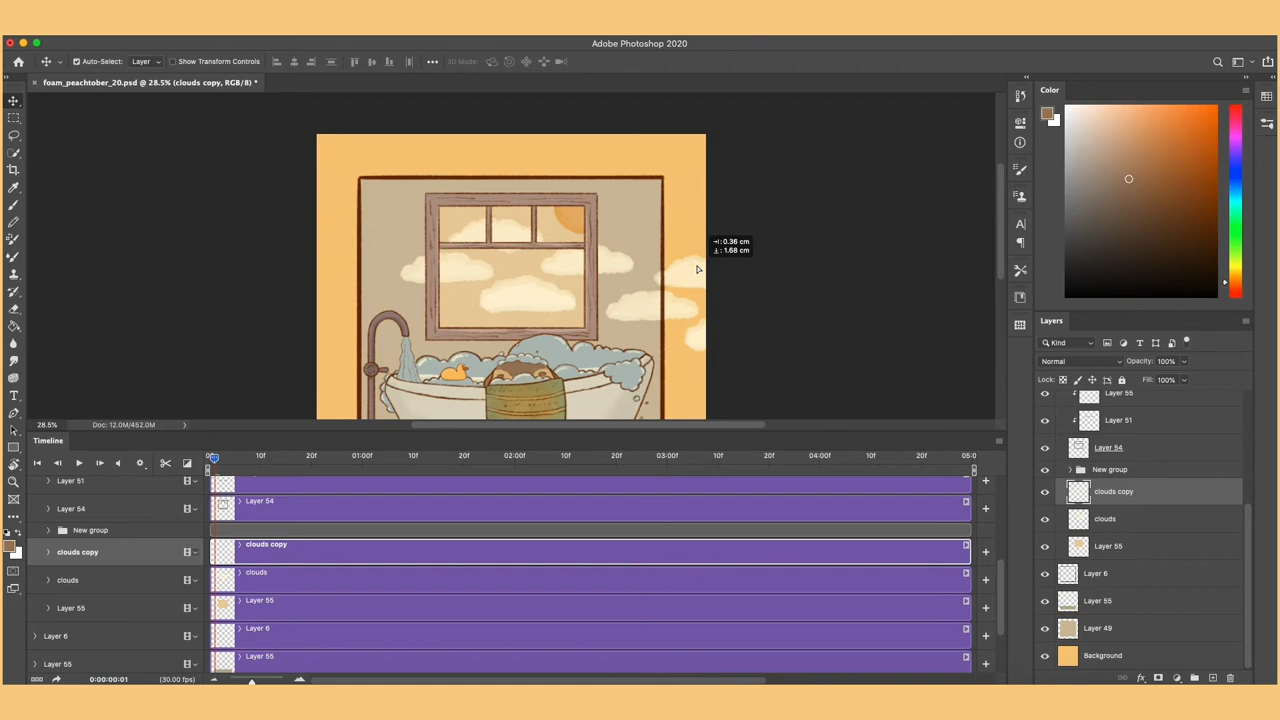 Adobe Photoshop 2020
Auto-Select: Layer Show Transform Controls 3D Mode:
foam_peachtober_20.psd @ 28.5% (clouds copy, RGB/8) *
Color
0.36 cm
1.68 cm
Layers
Kind
Normal Opacity: 100%
Lock: Fill: 100%
Layer 55
Layer 51
Layer 54
New group
clouds copy
clouds
Layer 55
Layer 6
Layer 55
Layer 49
Background
28.5% Doc: 12.0M/452.0M
Timeline
10f 20f 01:00f 10f 20f 02:00f 10f 20f 03:00f 10f 20f 04:00f 10f 20f 05:0
Layer 51
Layer 54 Layer 54
New group
clouds copy clouds copy
clouds clouds
Layer 55 Layer 55
Layer 6 Layer 6
Layer 55 Layer 55
0:00:00:01 (30.00 fps)